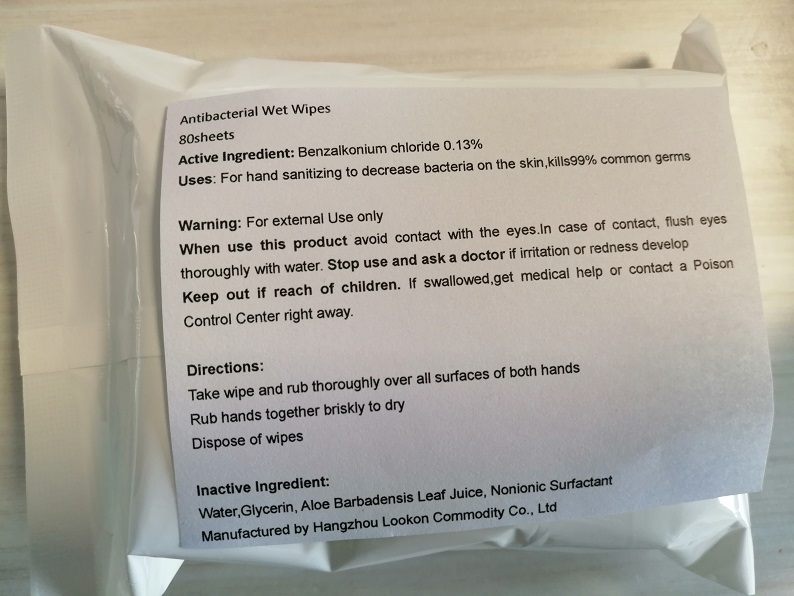 Antibacterial Wet Wipes
80sheets
Active Ingredient: Benzalkonium chloride 0.13%
Uses: For hand sanitizing to decrease bacteria on the skin,kills99% common germs
Warning: For external Use only
When use this product avoid contact with the eyes.In case of contact, flush eyes
thoroughly with water. Stop use and ask a doctor if irritation or redness develop
Keep out if reach of children. If swallowed,get medical help or contact a Poison
Control Center right away.
Directions:
Take wipe and rub thoroughly over all surfaces of both hands
Rub hands together briskly to dry
Dispose of wipes
Inactive Ingredient:
Water,Glycerin, Aloe Barbadensis Leaf Juice, Nonionic Surfactant
Manufactured by Hangzhou Lookon Commodity Co., Ltd